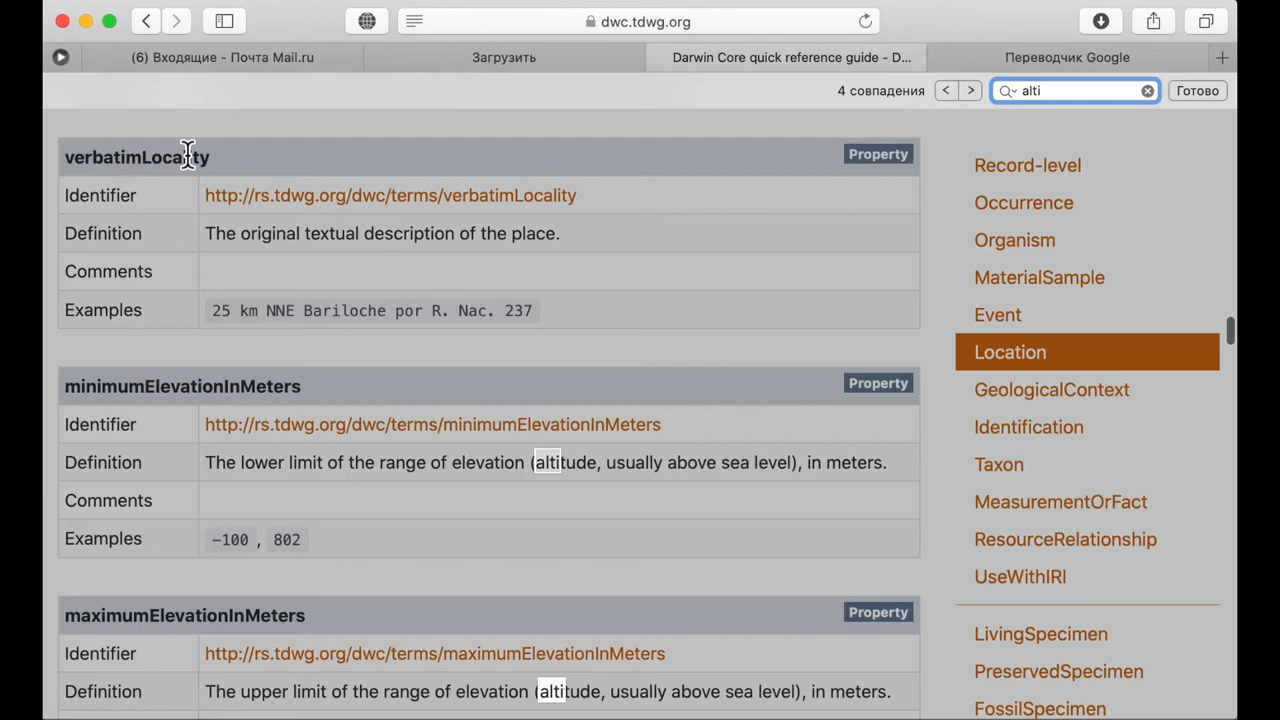 dwc.tdwg.org
(6) Входящие - Почта Mail.ru
Загрузить
Darwin Core quick reference guide - D...
Переводчик Google
4 совпадения
alti
Готово
verbatimLocality
Property
Identifier
http://rs.tdwg.org/dwc/terms/verbatimLocality
Definition
The original textual description of the place.
Comments
Examples
25 km NNE Bariloche por R. Nac. 237
minimumElevationInMeters
Property
Identifier
http://rs.tdwg.org/dwc/terms/minimumElevationInMeters
Definition
The lower limit of the range of elevation (altitude, usually above sea level), in meters.
Comments
Examples
-100 , 802
maximumElevationInMeters
Property
Identifier
http://rs.tdwg.org/dwc/terms/maximumElevationInMeters
Definition
The upper limit of the range of elevation (altitude, usually above sea level), in meters.
Record-level
Occurrence
Organism
MaterialSample
Event
Location
GeologicalContext
Identification
Taxon
MeasurementOrFact
ResourceRelationship
UseWithIRI
LivingSpecimen
PreservedSpecimen
FossilSpecimen